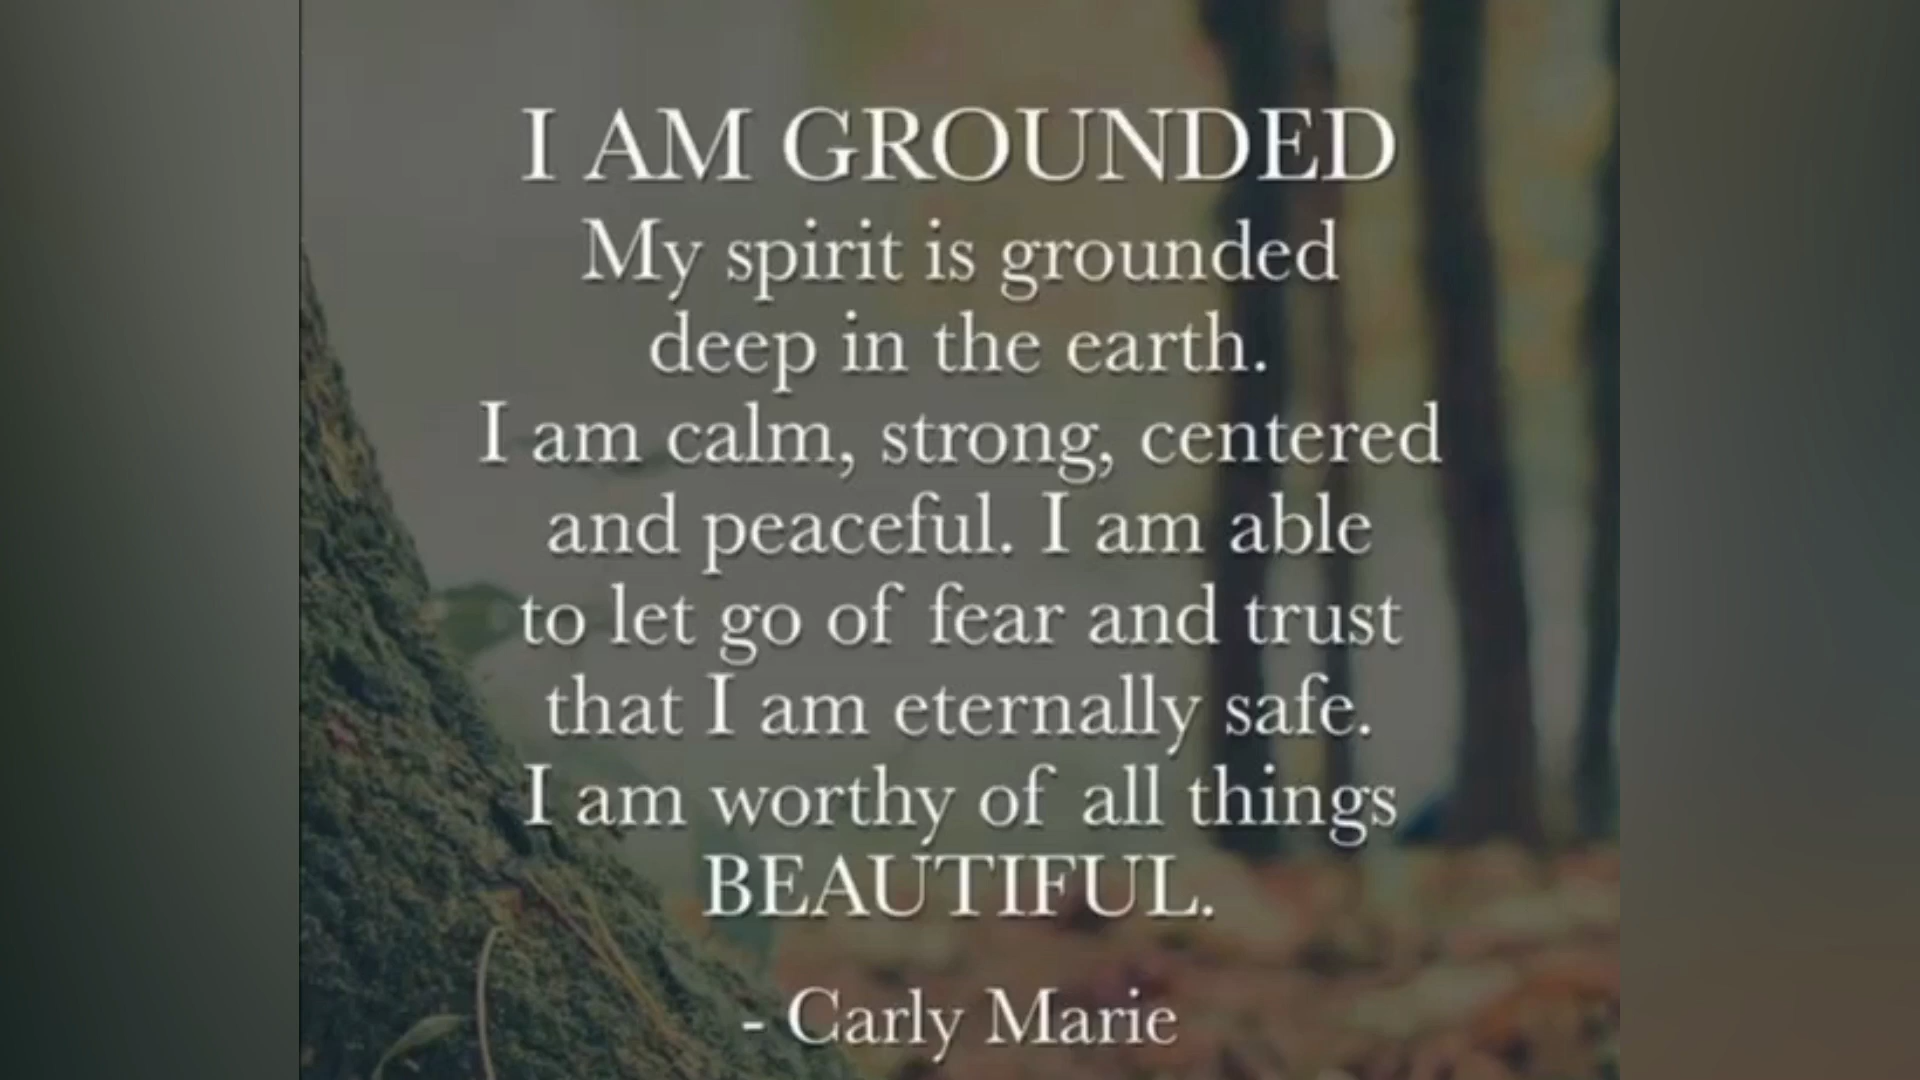 I AM GROUNDED
My spirit is grounded
deep in the earth.
I am calm, strong, centered
and peaceful. I am able
to let go of fear and trust
that I am eternally safe.
I am worthy of all things
BEAUTIFUL.
- Carly Marie